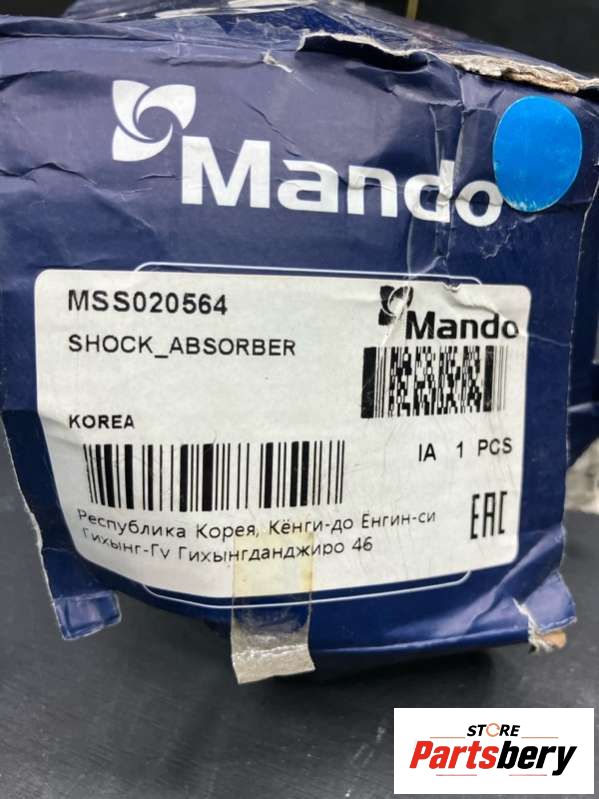 Mando
MSS020564
Mando
SHOCK_ABSORBER
KOREA
IA 1 PCS
Республика Корея, Кёнги-до Ёнгин-си
Гихынг-Гу Гихынгданджиро 46
EAC
STORE
Partsbery